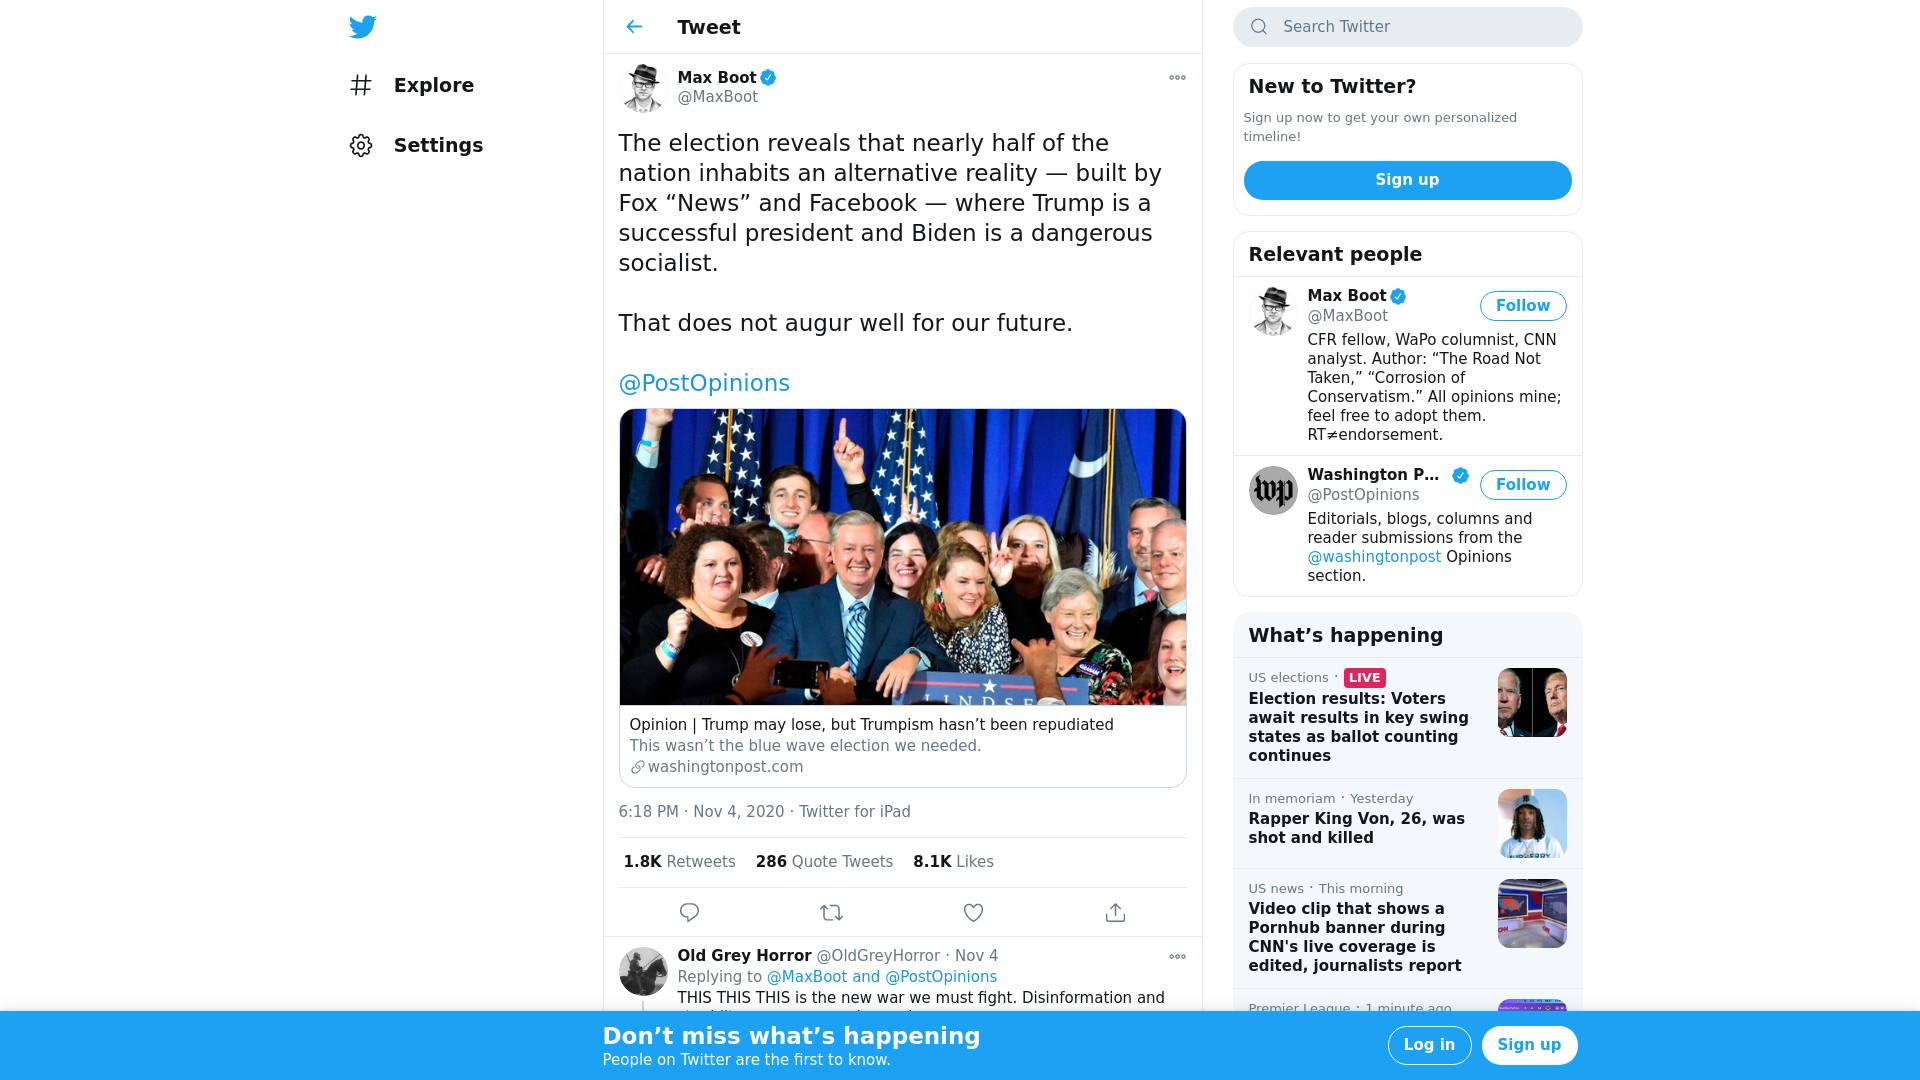 Explore
Settings
Tweet
Max Boot
@MaxBoot
The election reveals that nearly half of the
nation inhabits an alternative reality — built by
Fox “News” and Facebook — where Trump is a
successful president and Biden is a dangerous
socialist.
That does not augur well for our future.
@PostOpinions
LINDSE
Opinion | Trump may lose, but Trumpism hasn’t been repudiated
This wasn’t the blue wave election we needed.
washingtonpost.com
6:18 PM · Nov 4, 2020 · Twitter for iPad
1.8K Retweets 286 Quote Tweets 8.1K Likes
Old Grey Horror @OldGreyHorror · Nov 4
Replying to @MaxBoot and @PostOpinions
THIS THIS THIS is the new war we must fight. Disinformation and
Search Twitter
New to Twitter?
Sign up now to get your own personalized
timeline!
Sign up
Relevant people
Max Boot
Follow
@MaxBoot
CFR fellow, WaPo columnist, CNN
analyst. Author: “The Road Not
Taken,” “Corrosion of
Conservatism.” All opinions mine;
feel free to adopt them.
RT≠endorsement.
wp
Washington P...
Follow
@PostOpinions
Editorials, blogs, columns and
reader submissions from the
@washingtonpost Opinions
section.
What’s happening
US elections · LIVE
Election results: Voters
await results in key swing
states as ballot counting
continues
In memoriam · Yesterday
Rapper King Von, 26, was
shot and killed
US news · This morning
Video clip that shows a
Pornhub banner during
CNN's live coverage is
edited, journalists report
Premier League · 1 minute ago
Don’t miss what’s happening
People on Twitter are the first to know.
Log in
Sign up